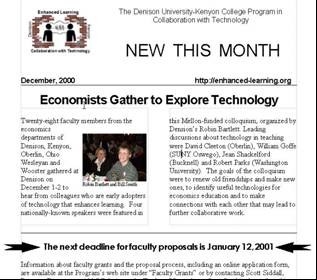 Enhanced Learning
Collaboration with Technology
The Denison University-Kenyon College Program in
Collaboration with Technology
NEW THIS MONTH
December, 2000
http://enhanced-learning.org
Economists Gather to Explore Technology
Twenty-eight faculty members from the
economics
departments of
Denison, Kenyon,
Oberlin, Ohio
Wesleyan and
Wooster gathered at
Denison on
December 1-2 to
hear from colleagues who are early adopters
of technology that enhances learning. Four
nationally-known speakers were featured in
Robin Bartlett and Bill Smith
this Mellon-funded colloquium, organized by
Denison's Robin Bartlett. Leading
discussions about technology in teaching
were David Cleeton (Oberlin), William Goffe
(SUNY Oswego), Jean Shackelford
(Bucknell) and Robert Parks (Washington
University). The goals of the colloquium
were to renew old friendships and make new
ones, to identify useful technologies for
economics education and to make
connections with each other that may lead to
further collaborative work.
The next deadline for faculty proposals is January 12, 2001
Information about faculty grants and the proposal process, including an online application form,
are available at the Program's web site under "Faculty Grants" or by contacting Scott Siddall,